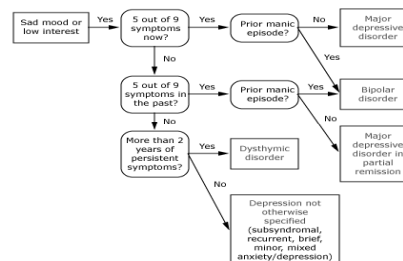 Sad mood or
low interest
Yes
5 out of 9
symptoms
now?
Yes
Prior manic
episode?
No
Major
depressive
disorder
No
Yes
5 out of 9
symptoms in
the past?
Yes
Prior manic
episode?
Yes
Bipolar
disorder
No
No
Major
depressive
disorder in
partial
remission
More than 2
years of
persistent
symptoms?
Yes
Dysthymic
disorder
No
Depression not
otherwise
specified
(subsyndromal,
recurrent, brief,
minor, mixed
anxiety/depression)